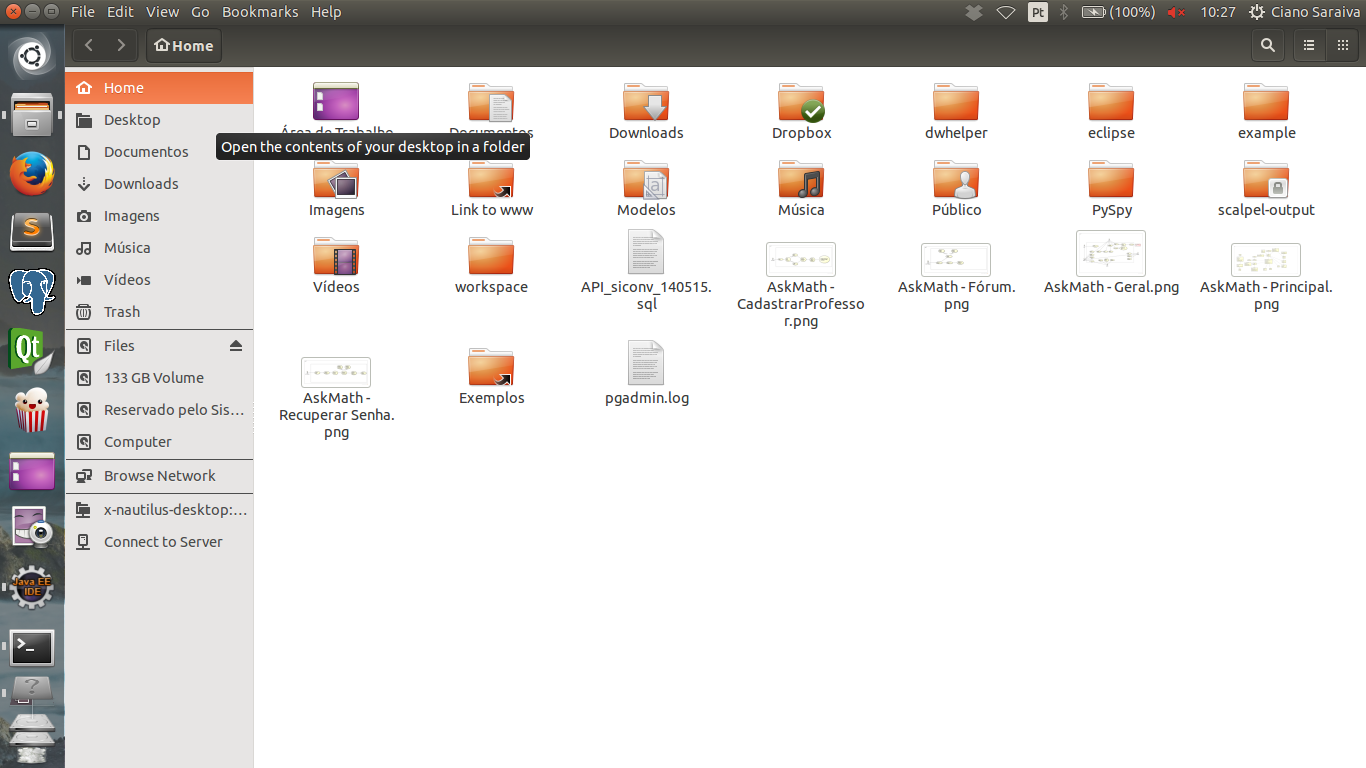 File Edit View Go Bookmarks Help
Pt
(100%)
10:27
Ciano Saraiva
Home
Home
Desktop
Documentos
Downloads
Imagens
Música
Vídeos
Trash
Files
133 GB Volume
Reservado pelo Sis...
Computer
Browse Network
x-nautilus-desktop:...
Connect to Server
Área de Trabalho
Documentos
Downloads
Dropbox
dwhelper
eclipse
example
Open the contents of your desktop in a folder
Imagens
Link to www
Modelos
Música
Público
PySpy
scalpel-output
Vídeos
workspace
API_siconv_140515.
sql
AskMath -
CadastrarProfesso
r.png
AskMath - Fórum.
png
AskMath - Geral.png
AskMath - Principal.
png
AskMath -
Recuperar Senha.
png
Exemplos
pgadmin.log
S
Qt
Java EE
IDE
>_
?